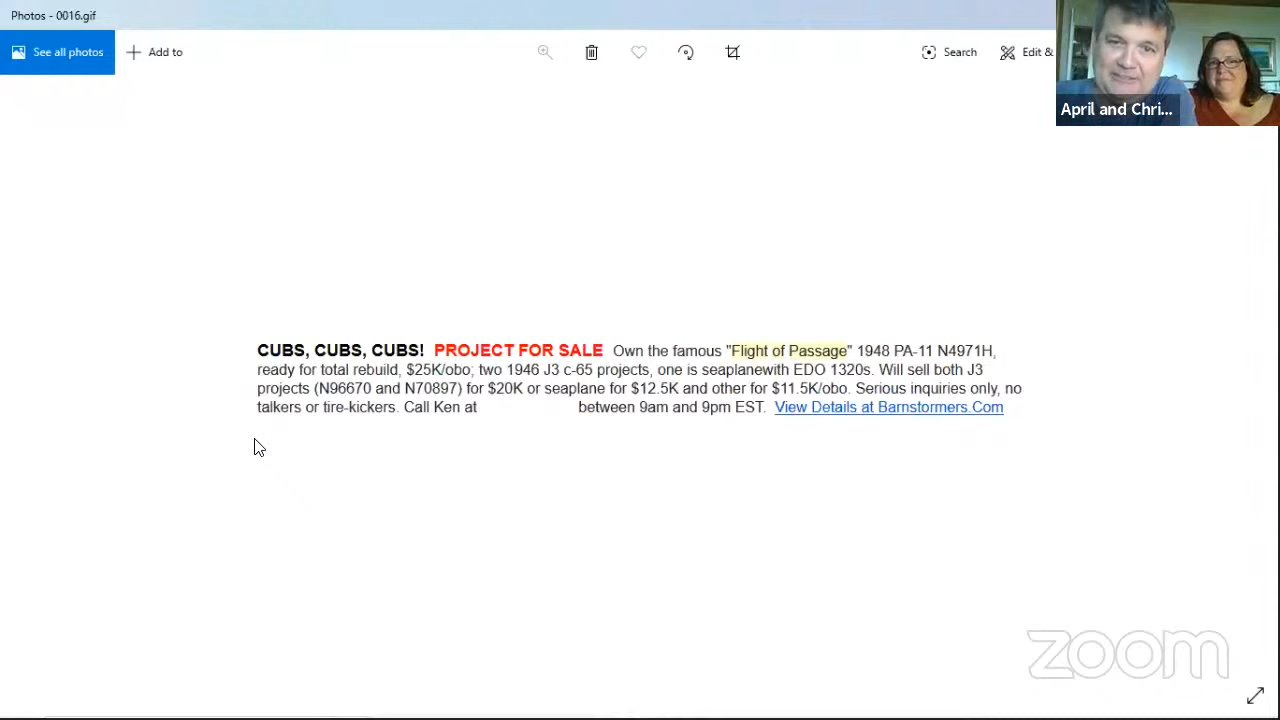 Photos - 0016.gif
See all photos
Add to
Search
Edit &
April and Chri...
CUBS, CUBS, CUBS! PROJECT FOR SALE Own the famous "Flight of Passage" 1948 PA-11 N4971H,
ready for total rebuild, $25K/obo; two 1946 J3 c-65 projects, one is seaplanewith EDO 1320s. Will sell both J3
projects (N96670 and N70897) for $20K or seaplane for $12.5K and other for $11.5K/obo. Serious inquiries only, no
talkers or tire-kickers. Call Ken at between 9am and 9pm EST. View Details at Barnstormers.Com
zoom